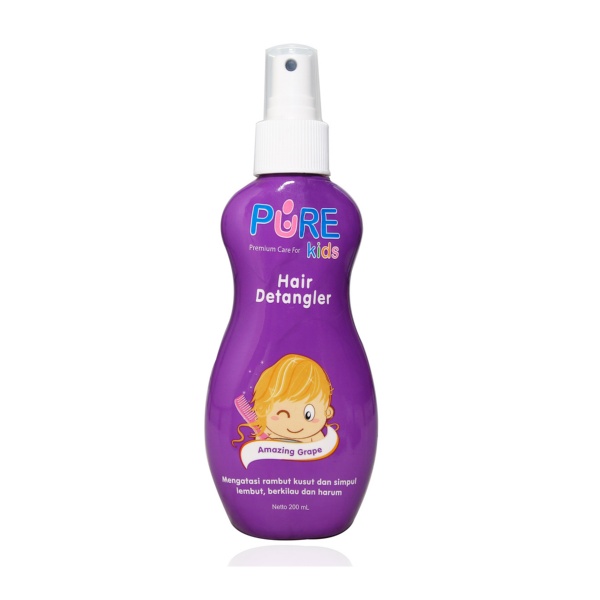 PURE
Premium Care For kids
Hair
Detangler
Amazing Grape
Mengatasi rambut kusut dan simpul
lembut, berkilau dan harum
Netto 200 mL